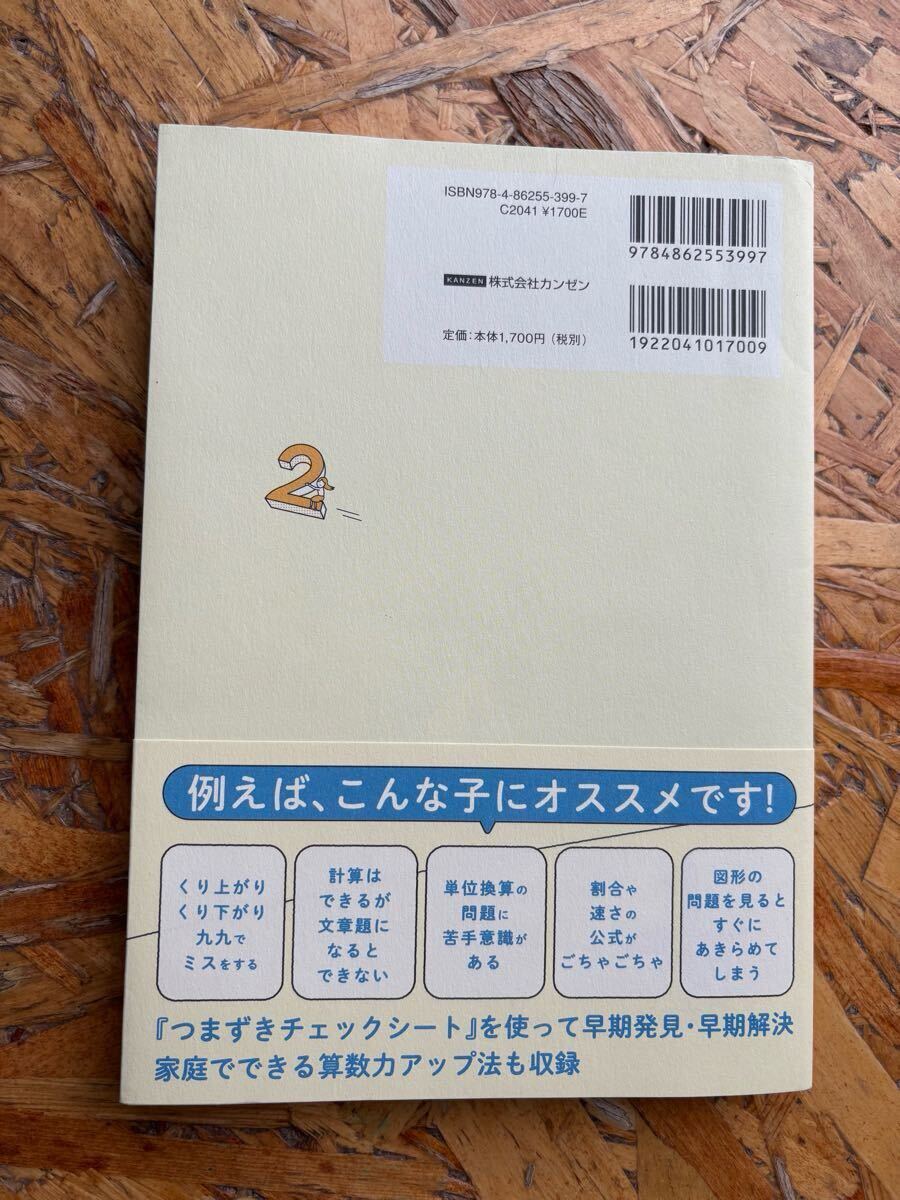 ISBN978-4-86255-399-7
C2041 ¥1700E
9784862553997
KANZEN 株式会社カンゼン
定価：本体1,700円（税別）
1922041017009
2
例えば、こんな子にオススメです！
くり上がり
くり下がり
九九で
ミスをする
計算は
できるが
文章題に
なると
できない
単位換算の
問題に
苦手意識が
ある
割合や
速さの
公式が
ごちゃごちゃ
図形の
問題を見ると
すぐに
あきらめて
しまう
『つまずきチェックシート』を使って早期発見・早期解決
家庭でできる算数力アップ法も収録